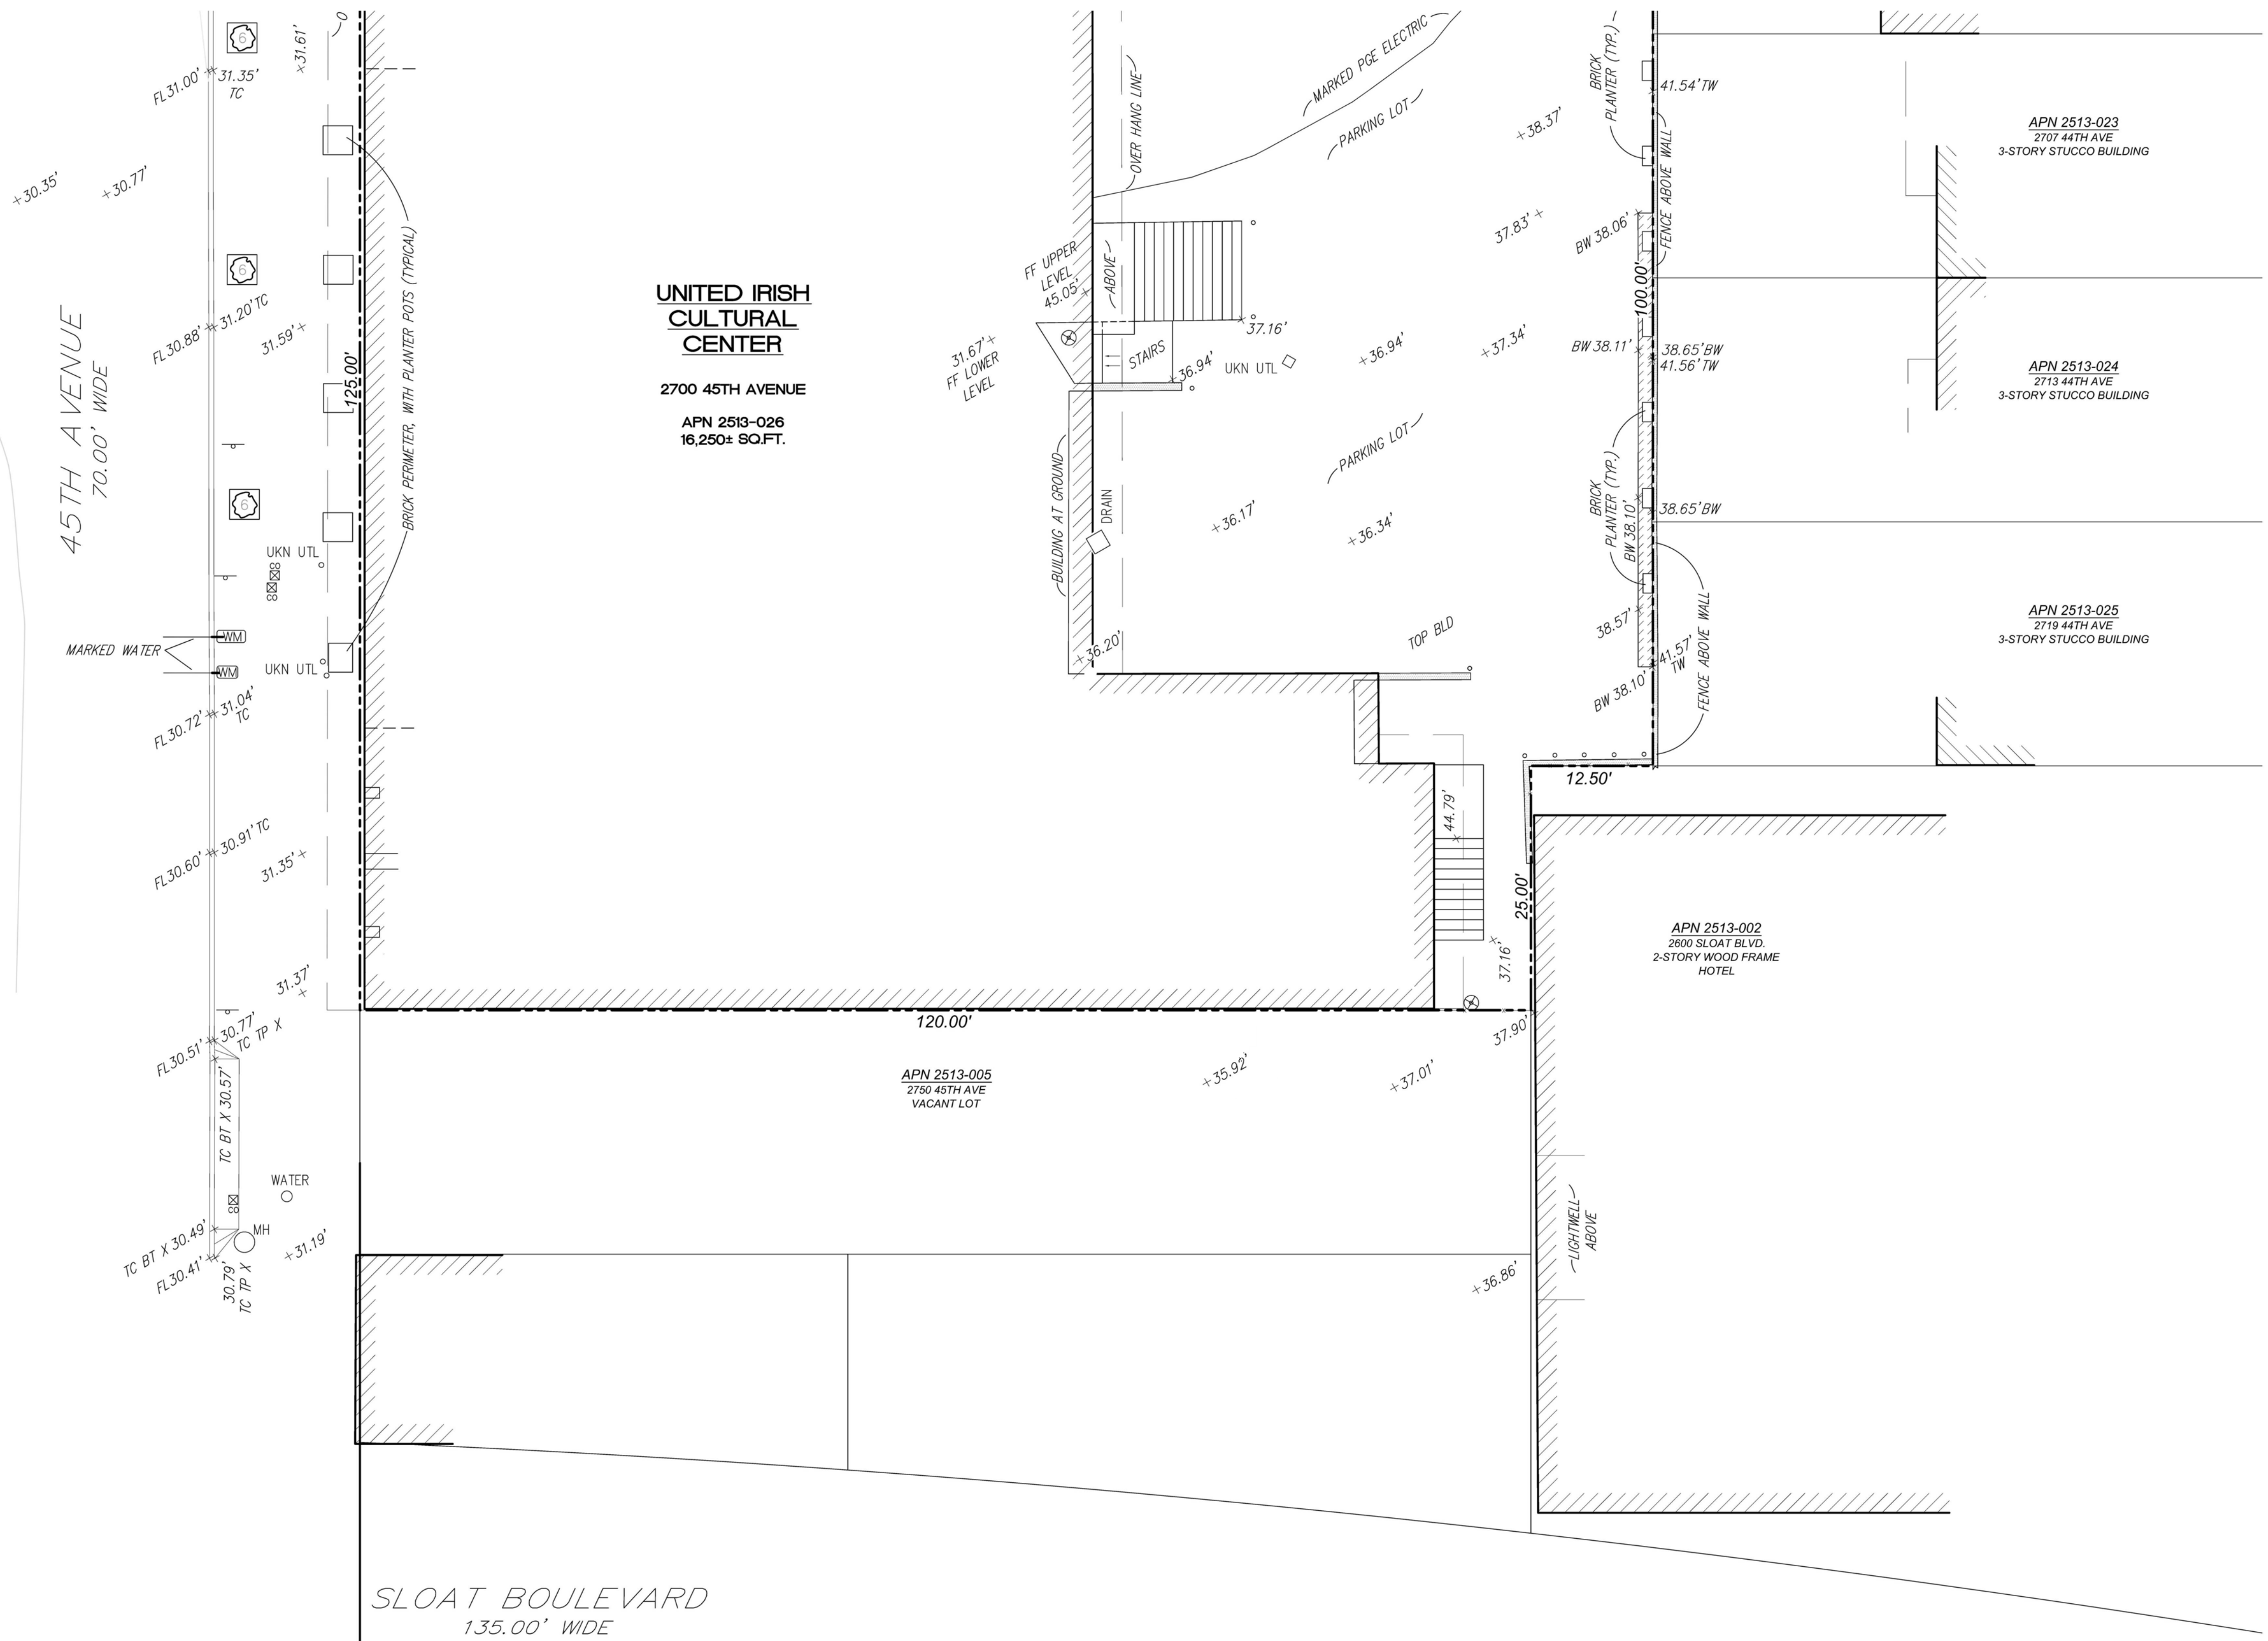 6
FL31.00'
31.35'
TC
+31.61'
+30.35'
+30.77'
45TH AVENUE
70.00' WIDE
6
FL30.88'
31.20'TC
31.59'+
125.00'
BRICK PERIMETER, WITH PLANTER POTS (TYPICAL)
6
UKN UTL
CO
CO
MARKED WATER
WM
WM
UKN UTL
FL30.72'
31.04'
TC
FL30.60'
30.91'TC
31.35'+
31.37'
+
FL30.51'
30.77'
TC TP X
TC BT X 30.57'
WATER
CO
MH
TC BT X 30.49'
FL30.41'
30.79'
TC TP X
+31.19'
UNITED IRISH
CULTURAL
CENTER
2700 45TH AVENUE
APN 2513-026
16,250± SQ.FT.
OVER HANG LINE
MARKED PGE ELECTRIC
PARKING LOT
+38.37'
FF UPPER
LEVEL
45.05'
ABOVE
37.83'+
37.16'
31.67'+
FF LOWER
LEVEL
STAIRS
+36.94'
UKN UTL
+36.94'
+37.34'
PARKING LOT
BUILDING AT GROUND
DRAIN
+36.17'
+36.34'
+36.20'
TOP BLD
BRICK
PLANTER (TYP.)
41.54'TW
FENCE ABOVE WALL
BW 38.06'
100.00'
BW 38.11'
38.65'BW
41.56'TW
BRICK
PLANTER (TYP.)
BW 38.10'
38.65'BW
38.57'
41.57'
TW
BW 38.10'
FENCE ABOVE WALL
12.50'
44.79'
25.00'
37.16'
120.00'
37.90'
APN 2513-023
2707 44TH AVE
3-STORY STUCCO BUILDING
APN 2513-024
2713 44TH AVE
3-STORY STUCCO BUILDING
APN 2513-025
2719 44TH AVE
3-STORY STUCCO BUILDING
APN 2513-002
2600 SLOAT BLVD.
2-STORY WOOD FRAME
HOTEL
APN 2513-005
2750 45TH AVE
VACANT LOT
+35.92'
+37.01'
LIGHTWELL
ABOVE
+36.86'
SLOAT BOULEVARD
135.00' WIDE